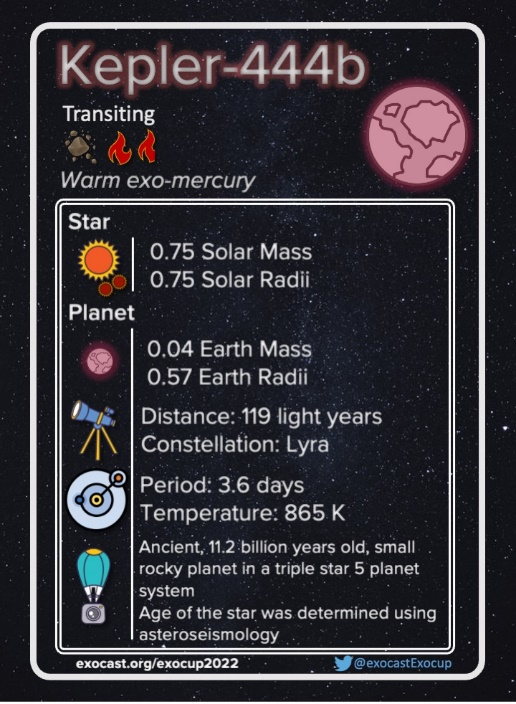 Kepler-444b
Transiting
Warm exo-mercury
Star
0.75 Solar Mass
0.75 Solar Radii
Planet
0.04 Earth Mass
0.57 Earth Radii
Distance: 119 light years
Constellation: Lyra
Period: 3.6 days
Temperature: 865 K
Ancient, 11.2 billion years old, small
rocky planet in a triple star 5 planet
system
Age of the star was determined using
asteroseismology
exocast.org/exocup2022
@exocastExocup